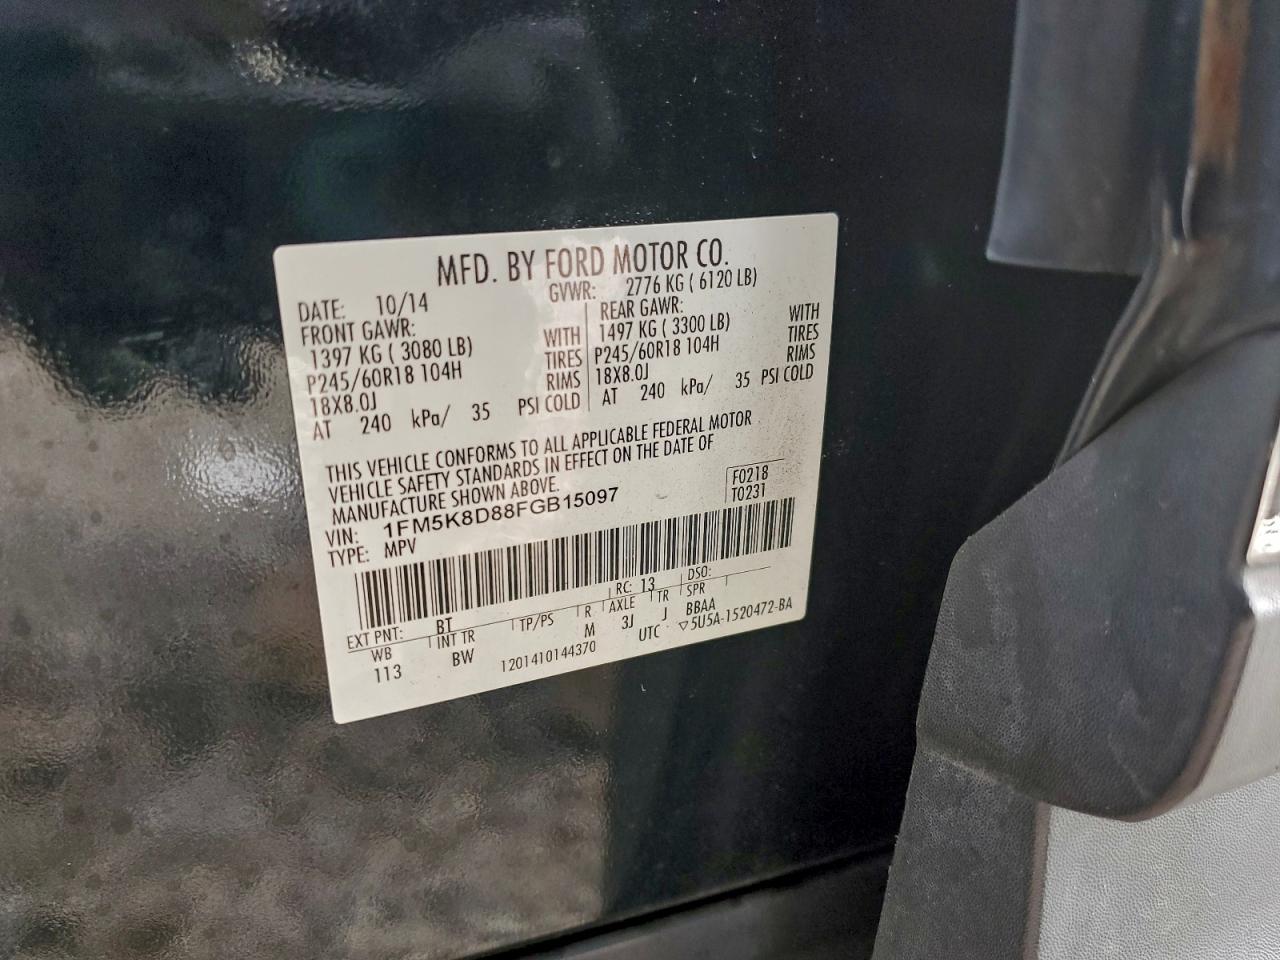 MFD. BY FORD MOTOR CO.
DATE: 10/14 GVWR: 2776 KG ( 6120 LB)
FRONT GAWR: REAR GAWR:
1397 KG ( 3080 LB) WITH 1497 KG ( 3300 LB) WITH
P245/60R18 104H TIRES P245/60R18 104H TIRES
18X8.0J RIMS 18X8.0J RIMS
AT 240 kPa/ 35 PSI COLD AT 240 kPa/ 35 PSI COLD
THIS VEHICLE CONFORMS TO ALL APPLICABLE FEDERAL MOTOR
VEHICLE SAFETY STANDARDS IN EFFECT ON THE DATE OF
MANUFACTURE SHOWN ABOVE.
VIN: 1FM5K8D88FGB15097 F0218
TYPE: MPV T0231
EXT PNT: BT RC: 13 DSO:
WB INT TR TP/PS R AXLE TR SPR
113 BW M 3J J BBAA
1201410144370 UTC ▽5U5A-1520472-BA